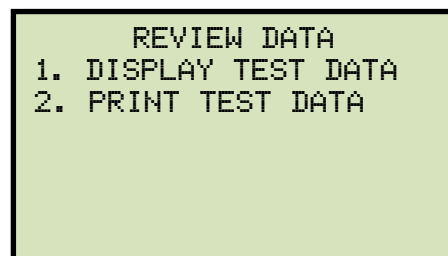 REVIEW DATA
1. DISPLAY TEST DATA
2. PRINT TEST DATA